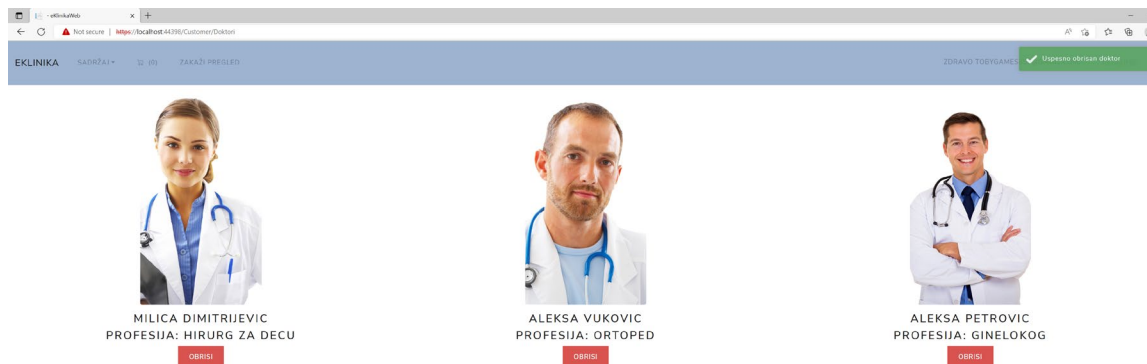 - eKlinikaWeb
Not secure | https://localhost:44398/Customer/Doktori
EKLINIKA SADRŽAJ (0) ZAKAŽI PREGLED ZDRAVO TOBYGAMES
Uspesno obrisan doktor
MILICA DIMITRIJEVIC
PROFESIJA: HIRURG ZA DECU
OBRISI
ALEKSA VUKOVIC
PROFESIJA: ORTOPED
OBRISI
ALEKSA PETROVIC
PROFESIJA: GINELOKOG
OBRISI